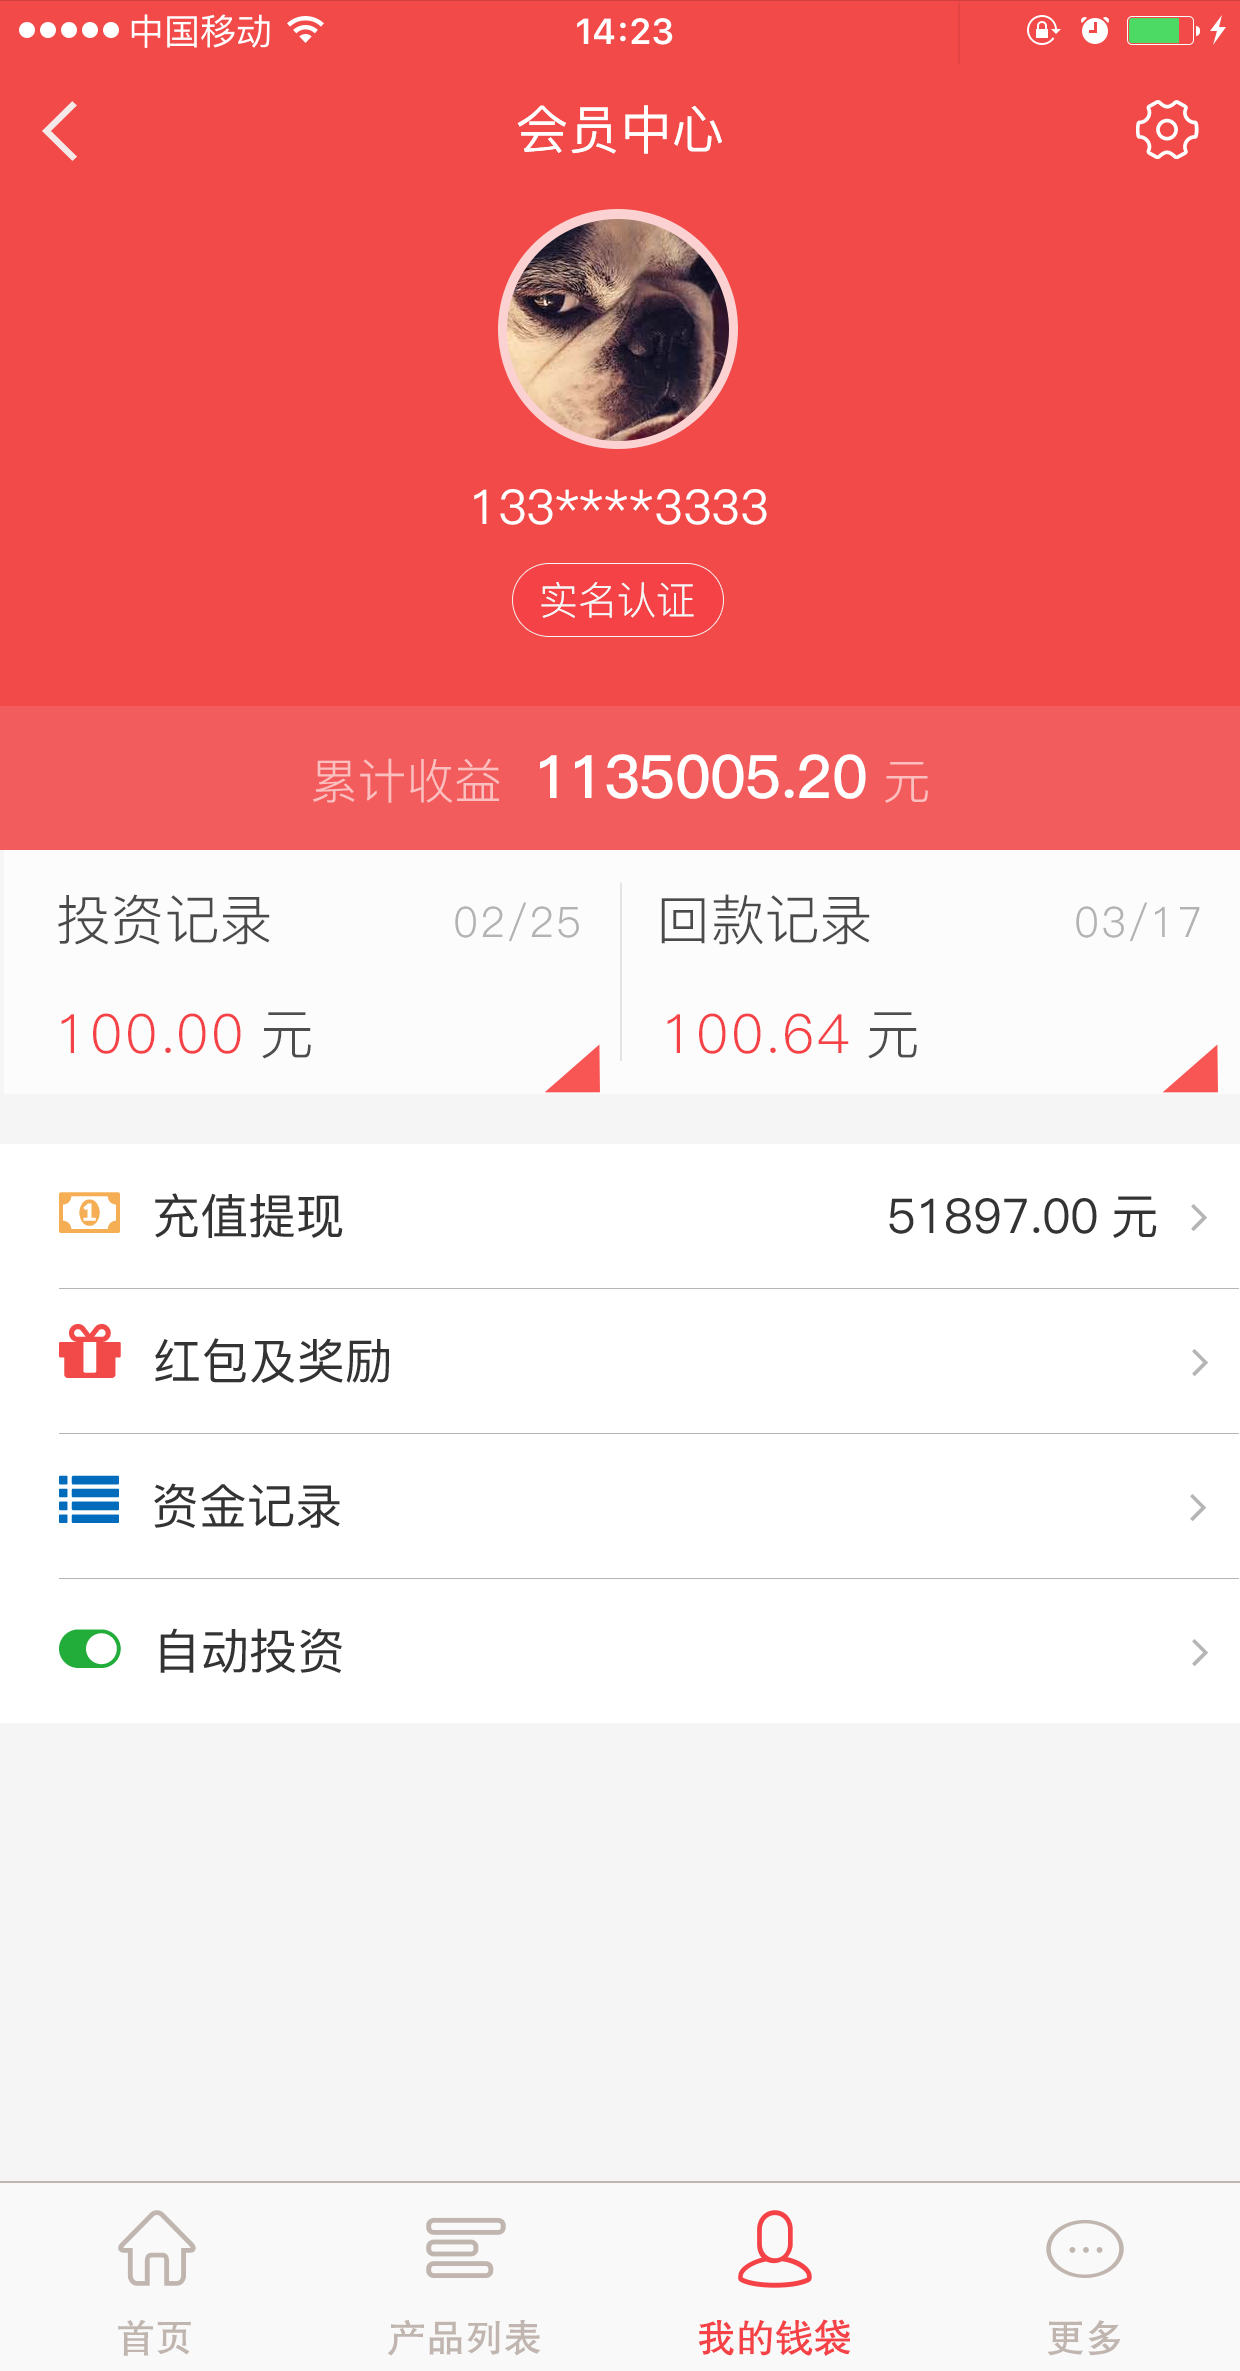 中国移动 14:23
会员中心
133****3333
实名认证
累计收益 1135005.20 元
投资记录 02/25 回款记录 03/17
100.00 元 100.64 元
充值提现 51897.00 元
红包及奖励
资金记录
自动投资
首页 产品列表 我的钱袋 更多